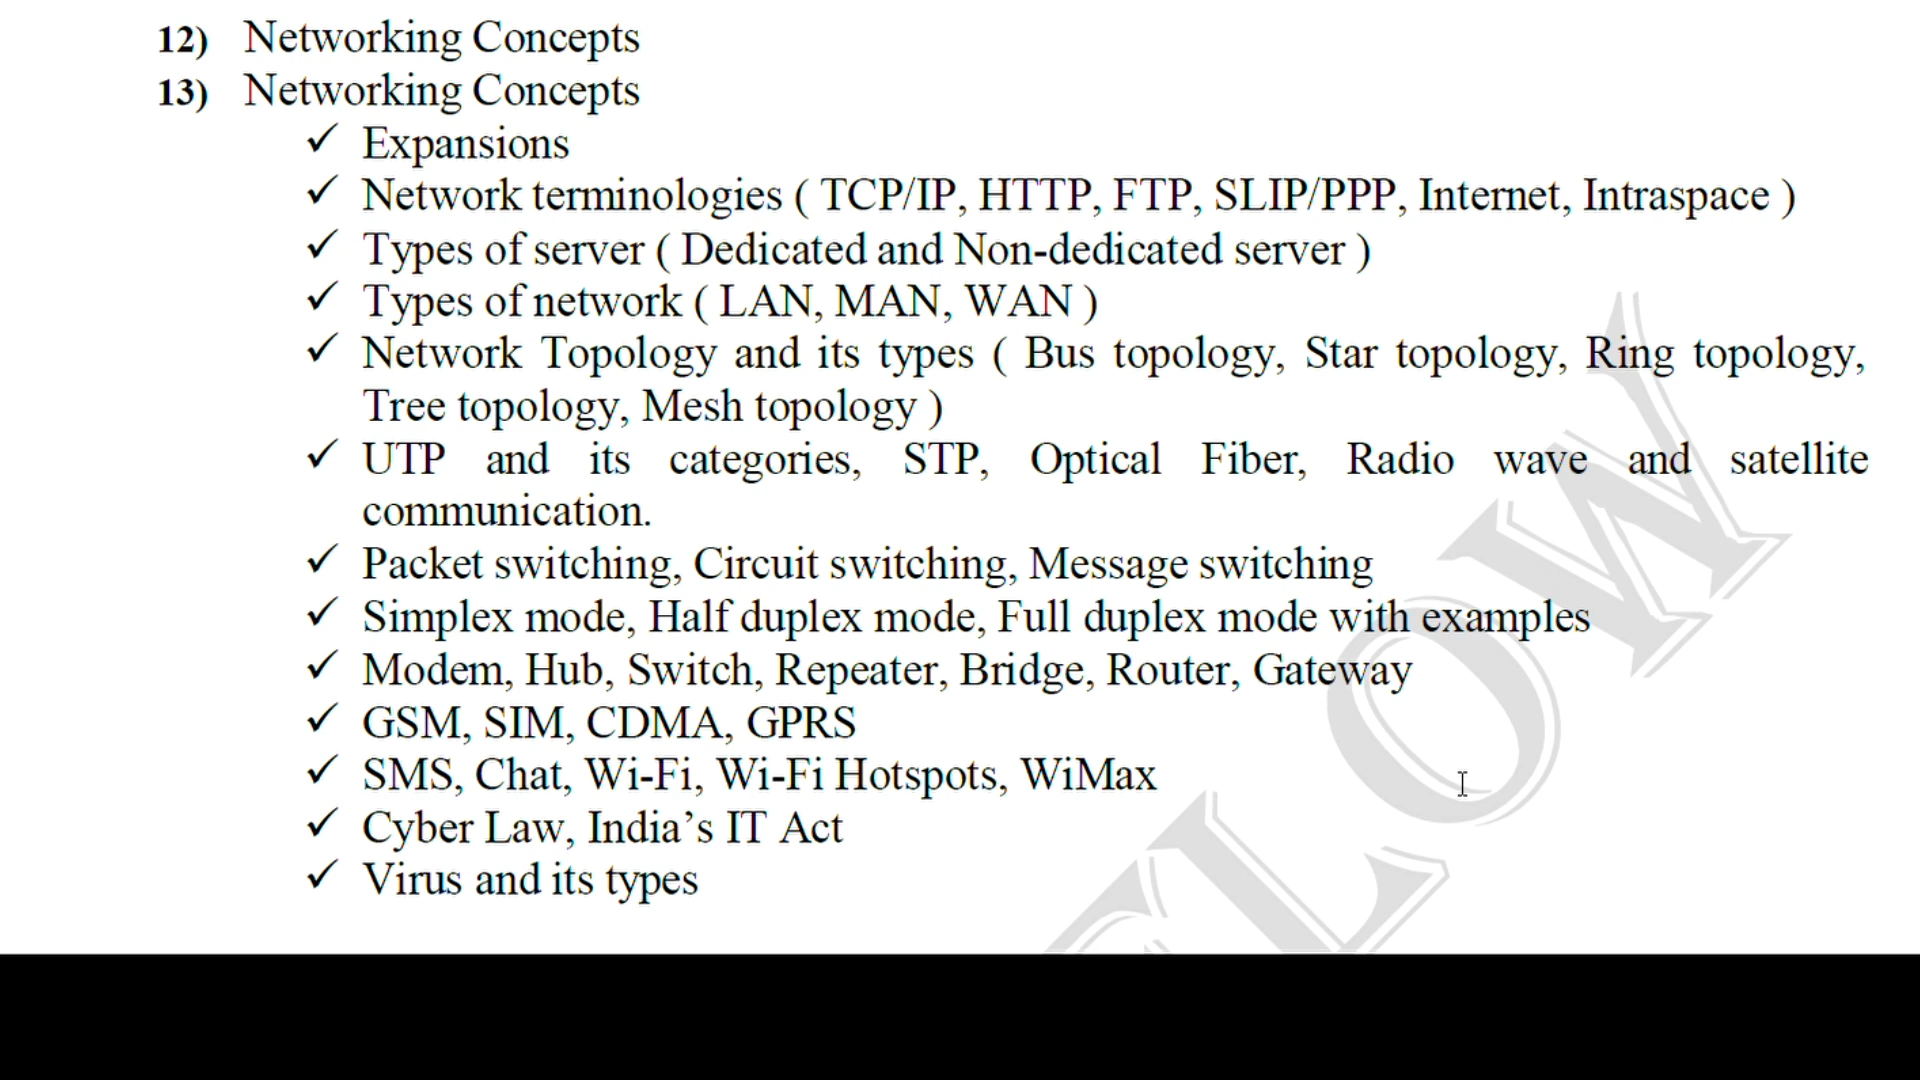 12) Networking Concepts
13) Networking Concepts
✓ Expansions
✓ Network terminologies ( TCP/IP, HTTP, FTP, SLIP/PPP, Internet, Intraspace )
✓ Types of server ( Dedicated and Non-dedicated server )
✓ Types of network ( LAN, MAN, WAN )
✓ Network Topology and its types ( Bus topology, Star topology, Ring topology,
Tree topology, Mesh topology )
✓ UTP and its categories, STP, Optical Fiber, Radio wave and satellite
communication.
✓ Packet switching, Circuit switching, Message switching
✓ Simplex mode, Half duplex mode, Full duplex mode with examples
✓ Modem, Hub, Switch, Repeater, Bridge, Router, Gateway
✓ GSM, SIM, CDMA, GPRS
✓ SMS, Chat, Wi-Fi, Wi-Fi Hotspots, WiMax
✓ Cyber Law, India’s IT Act
✓ Virus and its types